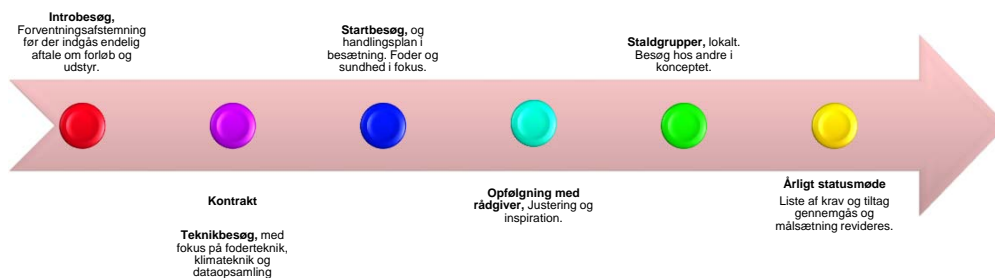 Introbesøg,
Forventningsafstemning
før der indgås endelig
aftale om forløb og
udstyr.
Kontrakt
Teknikbesøg, med
fokus på foderteknik,
klimateknik og
dataopsamling
Startbesøg, og
handlingsplan i
besætning. Foder og
sundhed i fokus.
Opfølgning med
rådgiver, Justering og
inspiration.
Staldgrupper, lokalt.
Besøg hos andre i
konceptet.
Årligt statusmøde
Liste af krav og tiltag
gennemgås og
målsætning revideres.